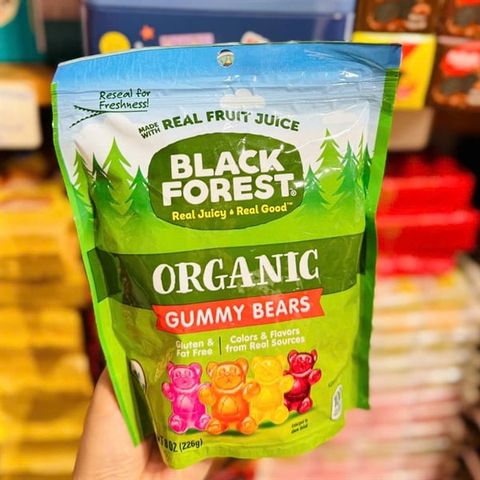 Reseal for
Freshness!
MADE
WITH
REAL FRUIT JUICE
BLACK
FOREST®
Real Juicy Real Good™
ORGANIC
GUMMY BEARS
Gluten &
Fat Free
Colors & Flavors
from Real Sources
8 OZ (226g)